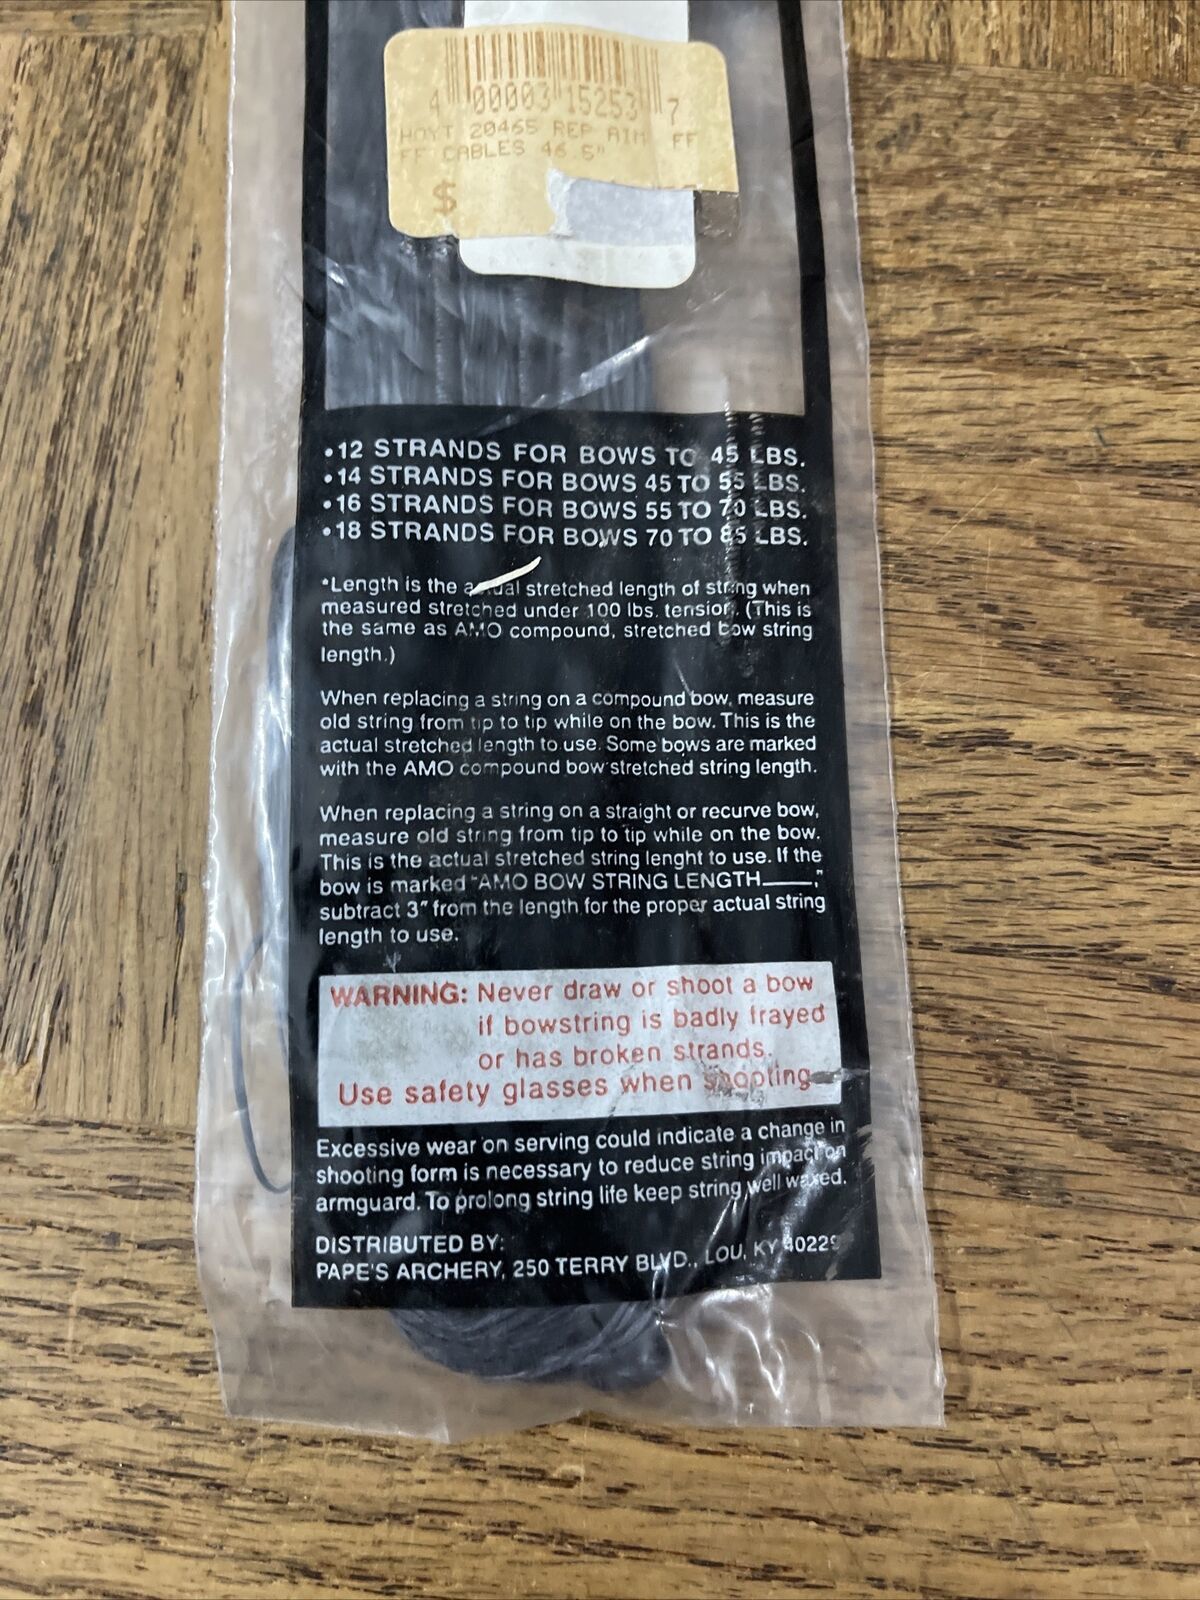 4 00003 15253 7
HOYT 20465 REP AIM FF
FF CABLES 46.5"
$
•12 STRANDS FOR BOWS TO 45 LBS.
•14 STRANDS FOR BOWS 45 TO 55 LBS.
•16 STRANDS FOR BOWS 55 TO 70 LBS.
•18 STRANDS FOR BOWS 70 TO 85 LBS.
*Length is the actual stretched length of string when
measured stretched under 100 lbs. tension. (This is
the same as AMO compound, stretched bow string
length.)
When replacing a string on a compound bow, measure
old string from tip to tip while on the bow. This is the
actual stretched length to use. Some bows are marked
with the AMO compound bow stretched string length.
When replacing a string on a straight or recurve bow,
measure old string from tip to tip while on the bow.
This is the actual stretched string lenght to use. If the
bow is marked "AMO BOW STRING LENGTH____,"
subtract 3" from the length for the proper actual string
length to use.
WARNING: Never draw or shoot a bow
if bowstring is badly frayed
or has broken strands.
Use safety glasses when shooting
Excessive wear on serving could indicate a change in
shooting form is necessary to reduce string impact on
armguard. To prolong string life keep string well waxed.
DISTRIBUTED BY:
PAPE'S ARCHERY, 250 TERRY BLVD., LOU, KY 40229